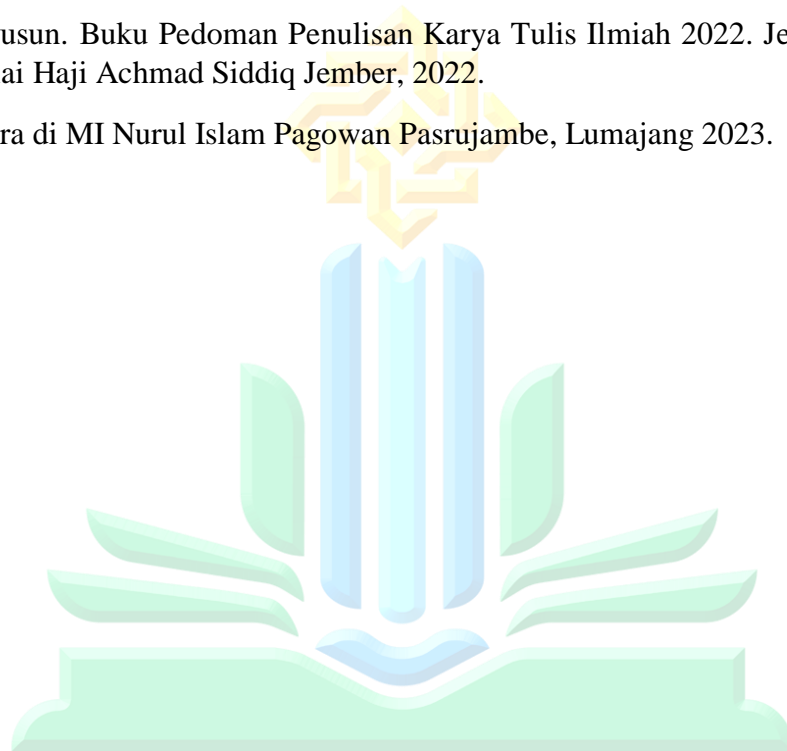 usun. Buku Pedoman Penulisan Karya Tulis Ilmiah 2022. Je
ai Haji Achmad Siddiq Jember, 2022.
ra di MI Nurul Islam Pagowan Pasrujambe, Lumajang 2023.